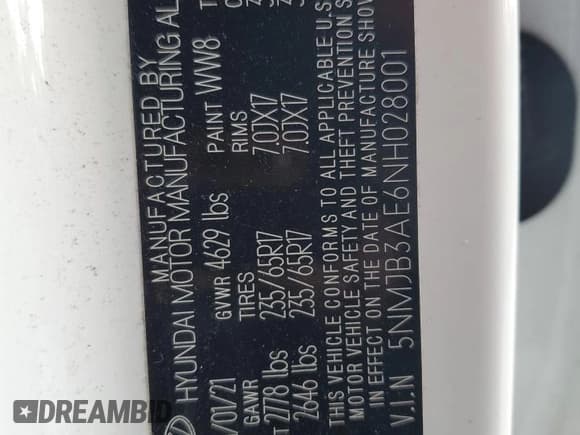 MANUFACTURED BY
HYUNDAI MOTOR MANUFACTURING AL
/01/21 GVWR 4629 lbs PAINT WW8
GAWR TIRES RIMS
2778 lbs 235/65R17 7.0JX17
2646 lbs 235/65R17 7.0JX17
THIS VEHICLE CONFORMS TO ALL APPLICABLE U.S
MOTOR VEHICLE SAFETY AND THEFT PREVENTION S
IN EFFECT ON THE DATE OF MANUFACTURE SHOW
V.I.N 5NMJB3AE6NH028001
DREAMBID